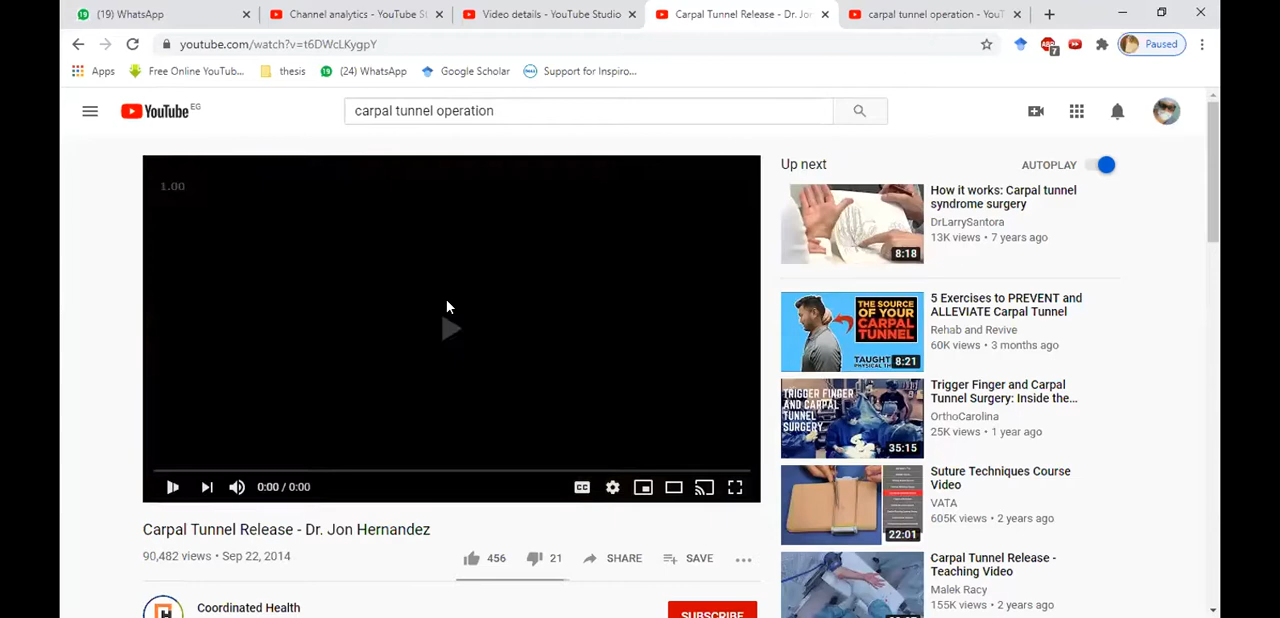 (19) WhatsApp
Channel analytics - YouTube St
Video details - YouTube Studio
Carpal Tunnel Release - Dr. Jo
carpal tunnel operation - YouT
youtube.com/watch?v=t6DWcLKygpY
ABP
7
Paused
Apps
Free Online YouTub...
thesis
(24) WhatsApp
Google Scholar
Support for Inspiro...
YouTube EG
carpal tunnel operation
1.00
0:00 / 0:00
CC
Carpal Tunnel Release - Dr. Jon Hernandez
90,482 views • Sep 22, 2014
456
21
SHARE
SAVE
Coordinated Health
SUBSCRIBE
Up next
AUTOPLAY
8:18
How it works: Carpal tunnel
syndrome surgery
DrLarrySantora
13K views • 7 years ago
THE SOURCE
OF YOUR
CARPAL
TUNNEL
TAUGHT
8:21
5 Exercises to PREVENT and
ALLEVIATE Carpal Tunnel
Rehab and Revive
60K views • 3 months ago
TRIGGER FINGER
AND CARPAL
TUNNEL
SURGERY
35:15
Trigger Finger and Carpal
Tunnel Surgery: Inside the...
OrthoCarolina
25K views • 1 year ago
22:01
Suture Techniques Course
Video
VATA
605K views • 2 years ago
Carpal Tunnel Release -
Teaching Video
Malek Racy
155K views • 2 years ago